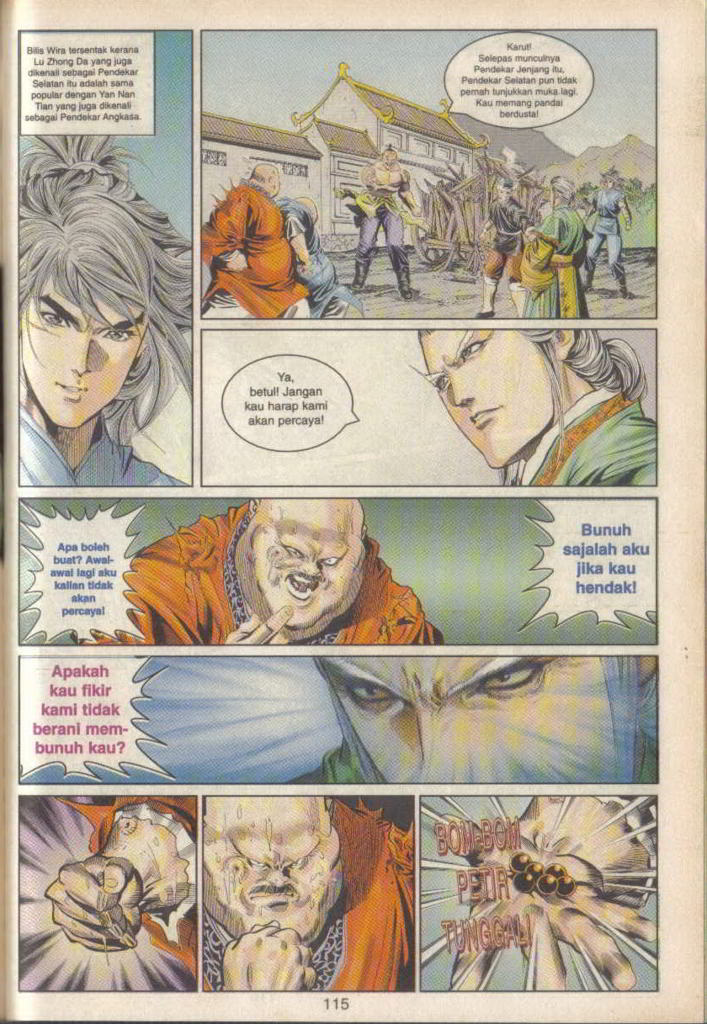 Bilis Wira tersentak kerana
Lu Zhong Da yang juga
dikenali sebagai Pendekar
Selatan itu adalah sama
popular dengan Yan Nan
Tian yang juga dikenali
sebagai Pendekar Angkasa.
Karut!
Selepas munculnya
Pendekar Jenjang itu,
Pendekar Selatan pun tidak
pernah tunjukkan muka lagi.
Kau memang pandai
berdusta!
Ya,
betul! Jangan
kau harap kami
akan percaya!
Apa boleh
buat? Awal-
awal lagi aku
kalian tidak
akan
percaya!
Bunuh
sajalah aku
jika kau
hendak!
Apakah
kau fikir
kami tidak
berani mem-
bunuh kau?
BOM-BOM
PETIR
TUNGGAL!
115